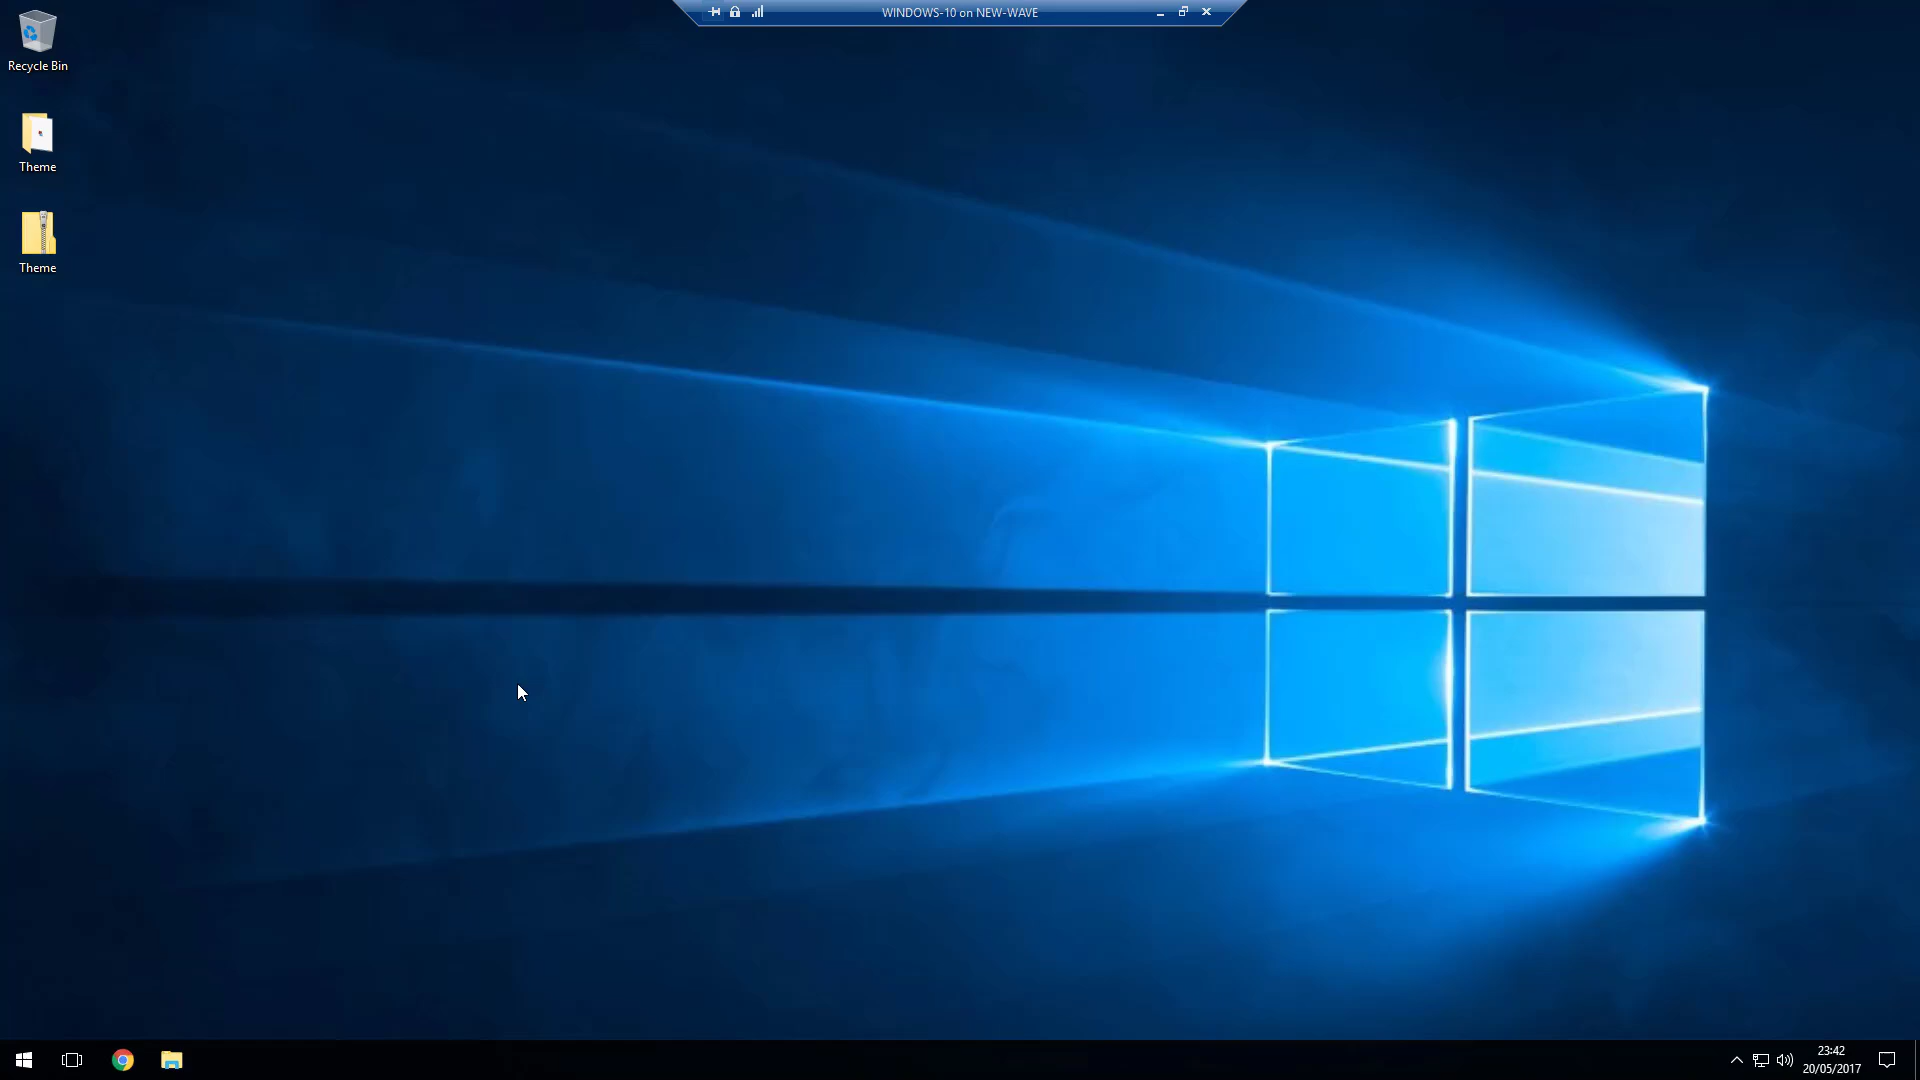 WINDOWS-10 on NEW-WAVE
Recycle Bin
Theme
Theme
23:42
20/05/2017